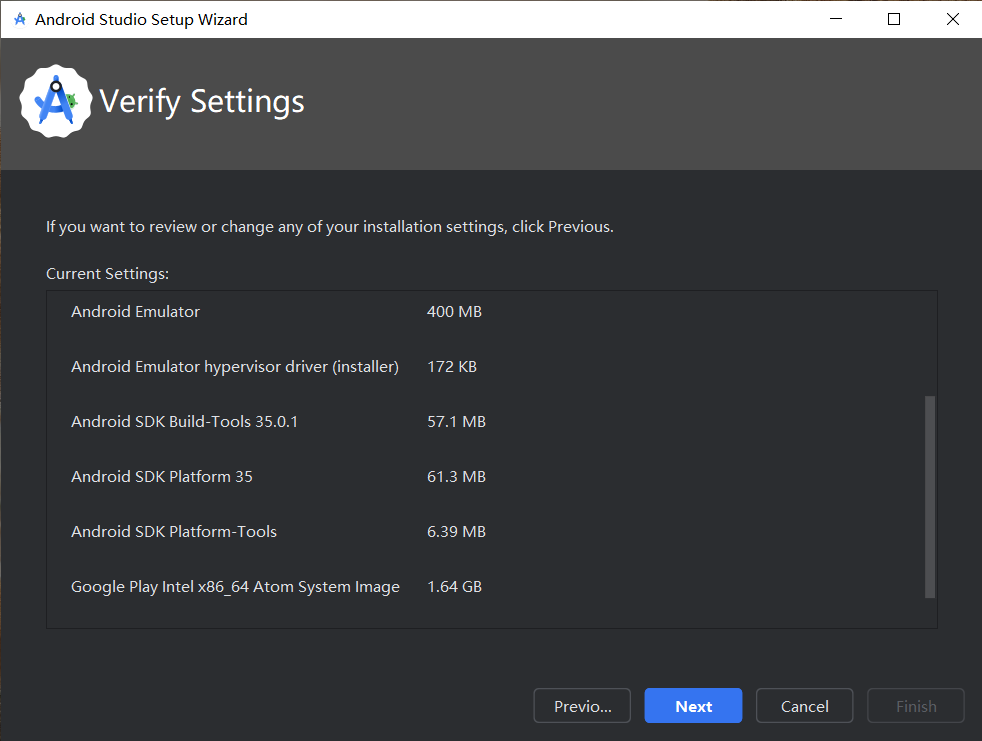 Android Studio Setup Wizard
Verify Settings
If you want to review or change any of your installation settings, click Previous.
Current Settings:
Android Emulator 400 MB
Android Emulator hypervisor driver (installer) 172 KB
Android SDK Build-Tools 35.0.1 57.1 MB
Android SDK Platform 35 61.3 MB
Android SDK Platform-Tools 6.39 MB
Google Play Intel x86_64 Atom System Image 1.64 GB
Previo... Next Cancel Finish